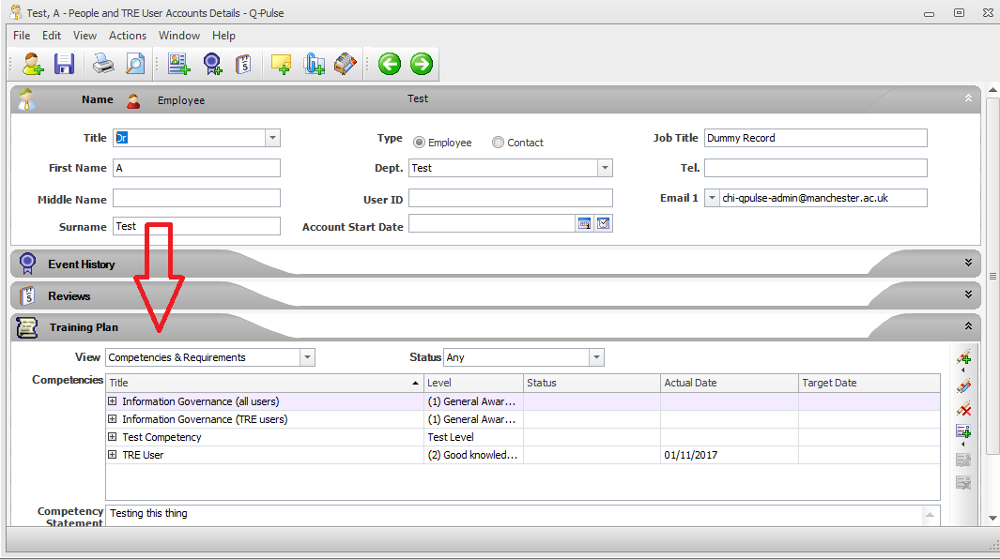 Test, A - People and TRE User Accounts Details - Q-Pulse
File Edit View Actions Window Help
Name Employee Test
Title Dr Type Employee Contact Job Title Dummy Record
First Name A Dept. Test Tel.
Middle Name User ID Email 1 chi-qpulse-admin@manchester.ac.uk
Surname Test Account Start Date
Event History
Reviews
Training Plan
View Competencies & Requirements Status Any
Competencies Title Level Status Actual Date Target Date
Information Governance (all users) (1) General Awar...
Information Governance (TRE users) (1) General Awar...
Test Competency Test Level
TRE User (2) Good knowled... 01/11/2017
Competency Testing this thing
Statement